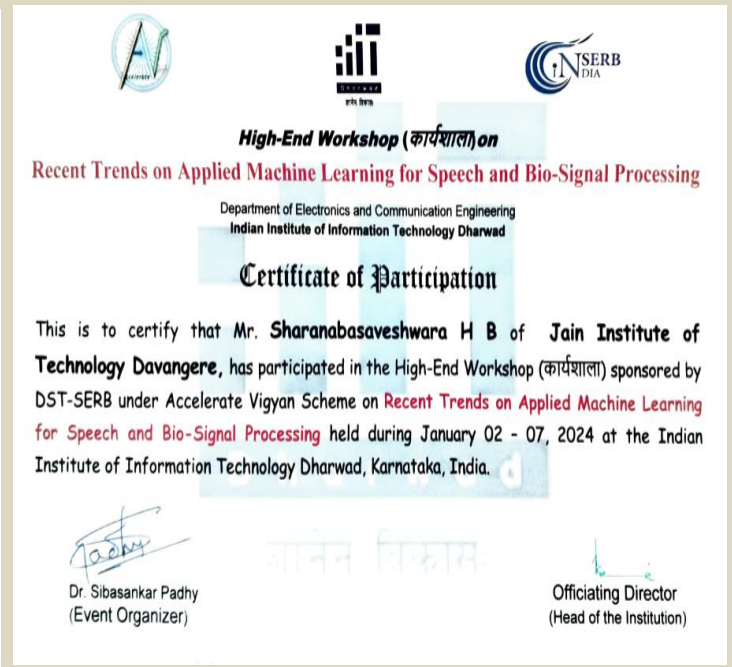 Accelerate
Dharwad
ज्ञानेन विकासः
iNSERB
INDIA
High-End Workshop (कार्यशाला) on
Recent Trends on Applied Machine Learning for Speech and Bio-Signal Processing
Department of Electronics and Communication Engineering
Indian Institute of Information Technology Dharwad
Certificate of Participation
This is to certify that Mr. Sharanabasaveshwara H B of Jain Institute of
Technology Davangere, has participated in the High-End Workshop (कार्यशाला) sponsored by
DST-SERB under Accelerate Vigyan Scheme on Recent Trends on Applied Machine Learning
for Speech and Bio-Signal Processing held during January 02 - 07, 2024 at the Indian
Institute of Information Technology Dharwad, Karnataka, India.
ज्ञानेन विकासः
Padhy
Dr. Sibasankar Padhy
(Event Organizer)
Officiating Director
(Head of the Institution)